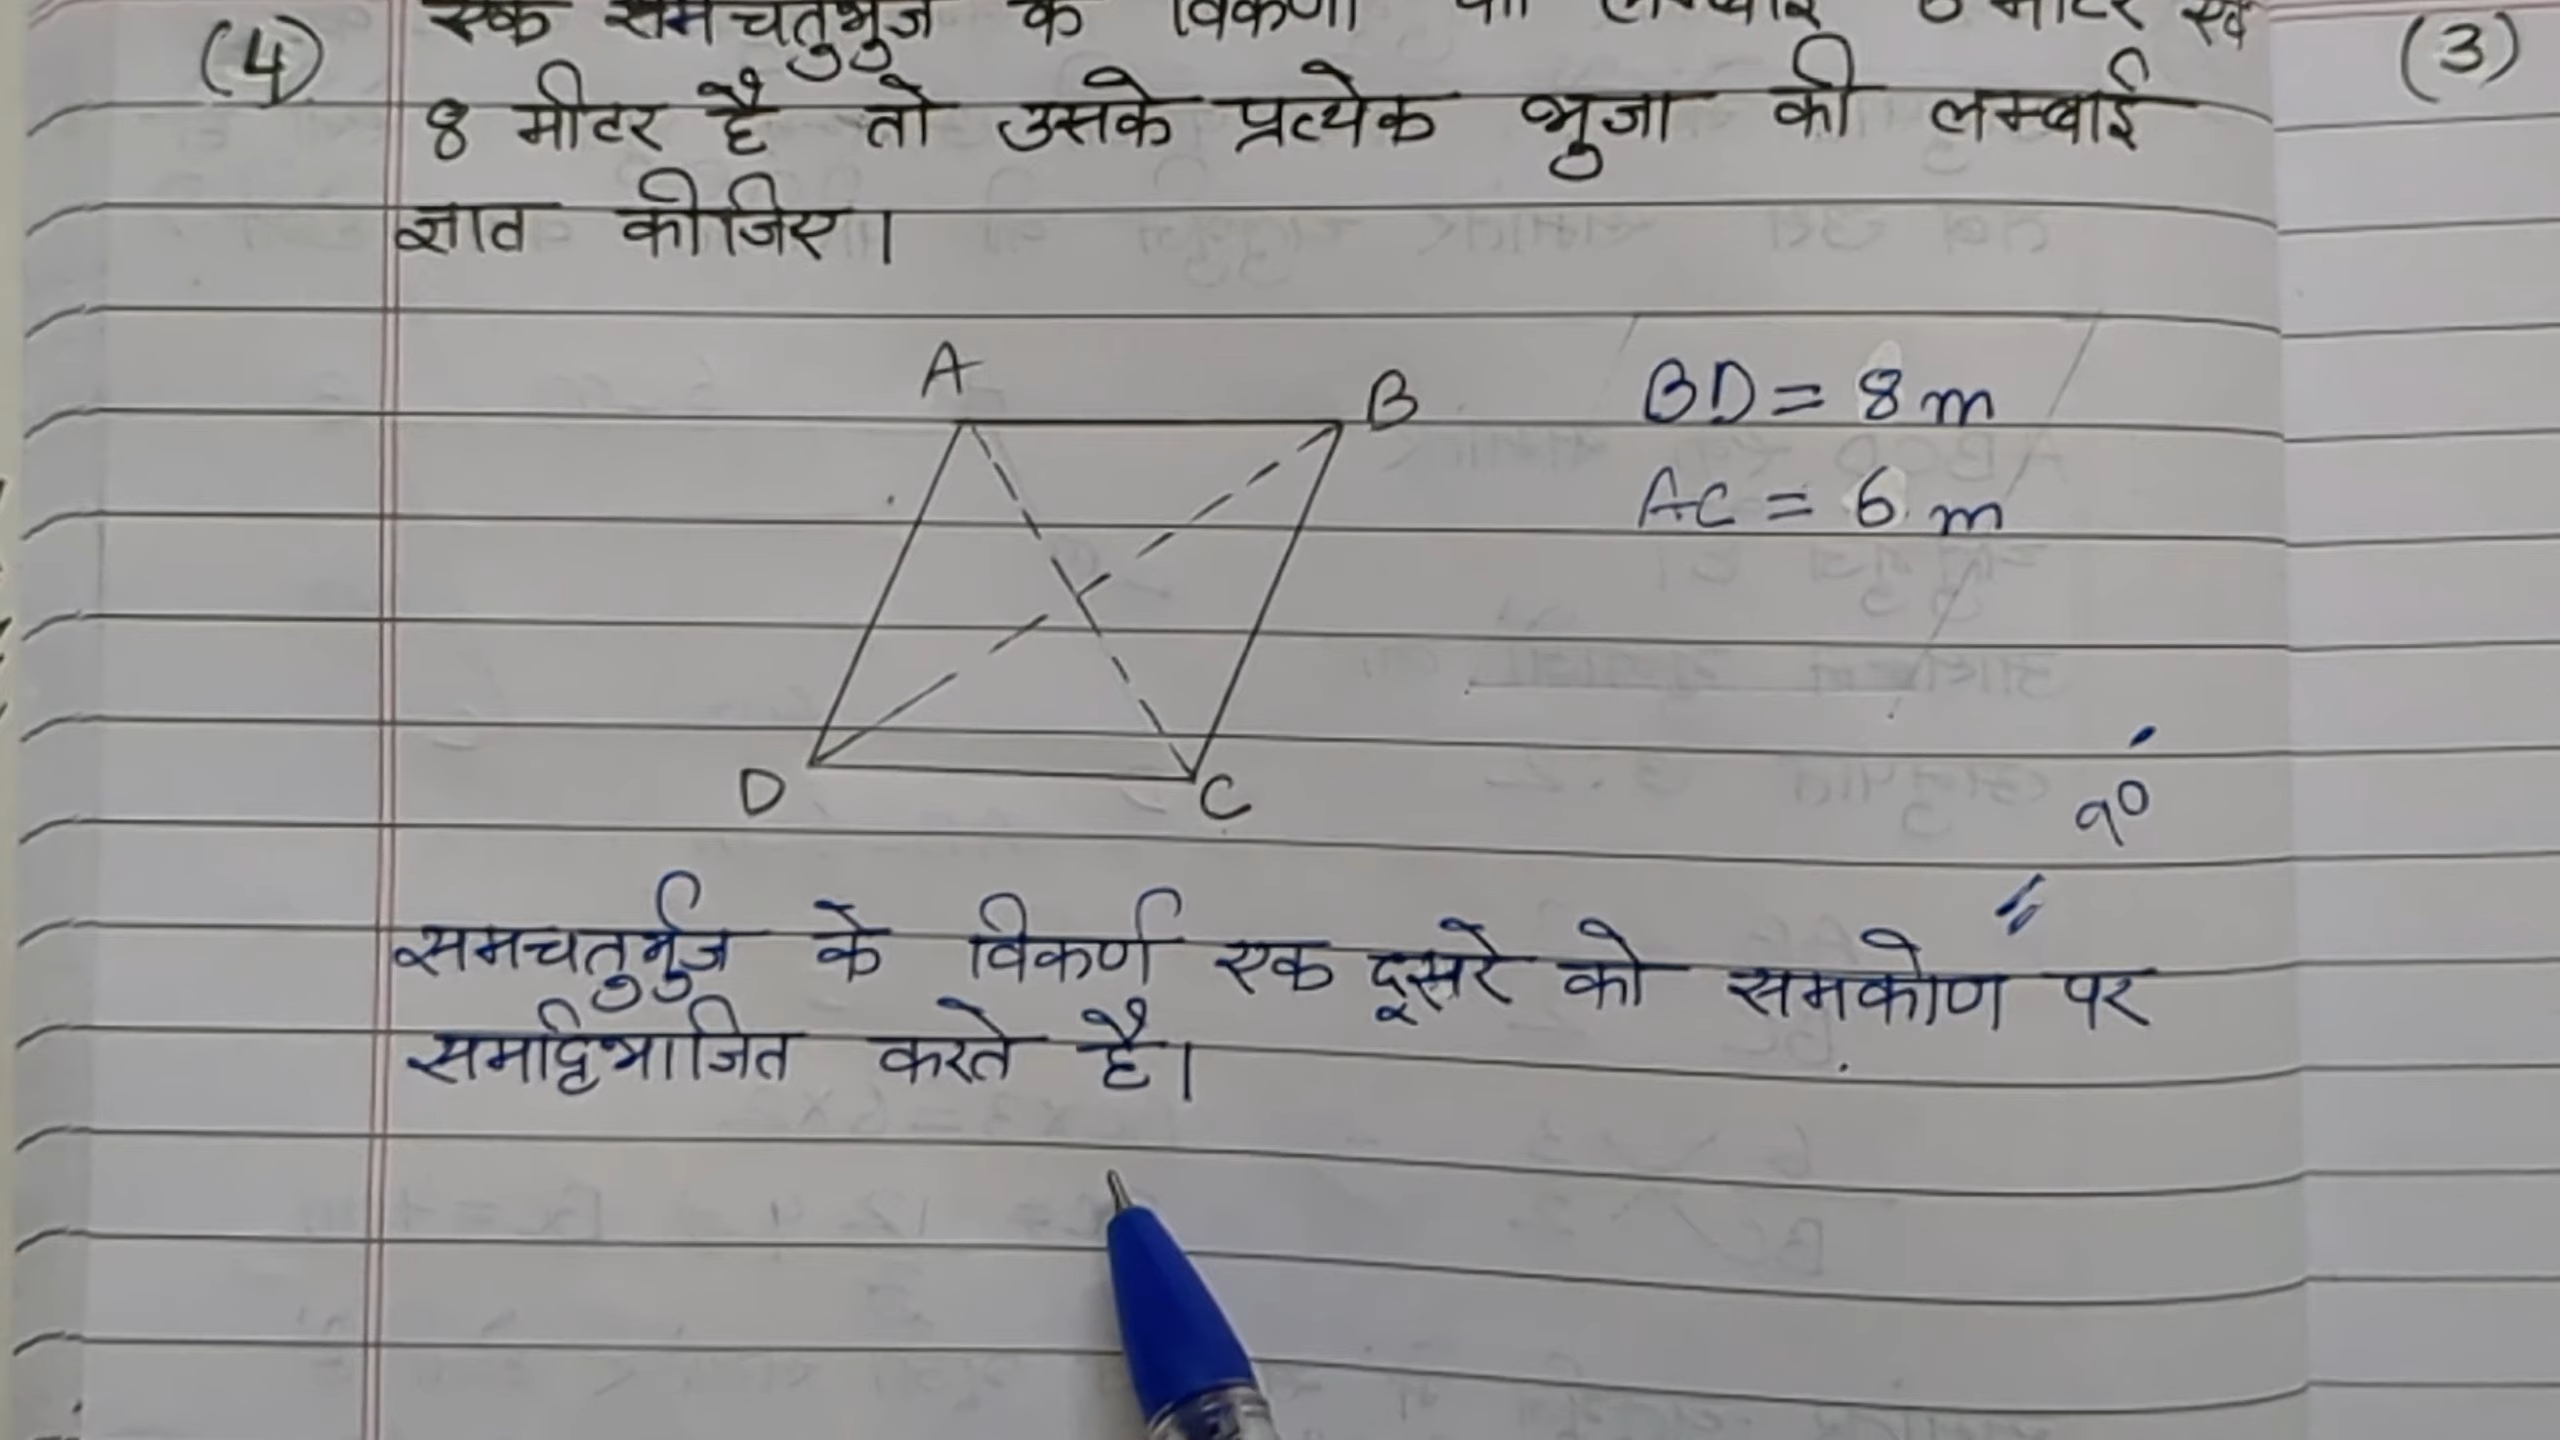 (4) एक समचतुर्भुज के विकर्णों की लम्बाई 6 मीटर एवं (3)
8 मीटर है तो उसके प्रत्येक भुजा की लम्बाई
ज्ञात कीजिए।
A B BD = 8 m
AC = 6 m
D C 90
समचतुर्भुज के विकर्ण एक दूसरे को समकोण पर
समद्विभाजित करते है।